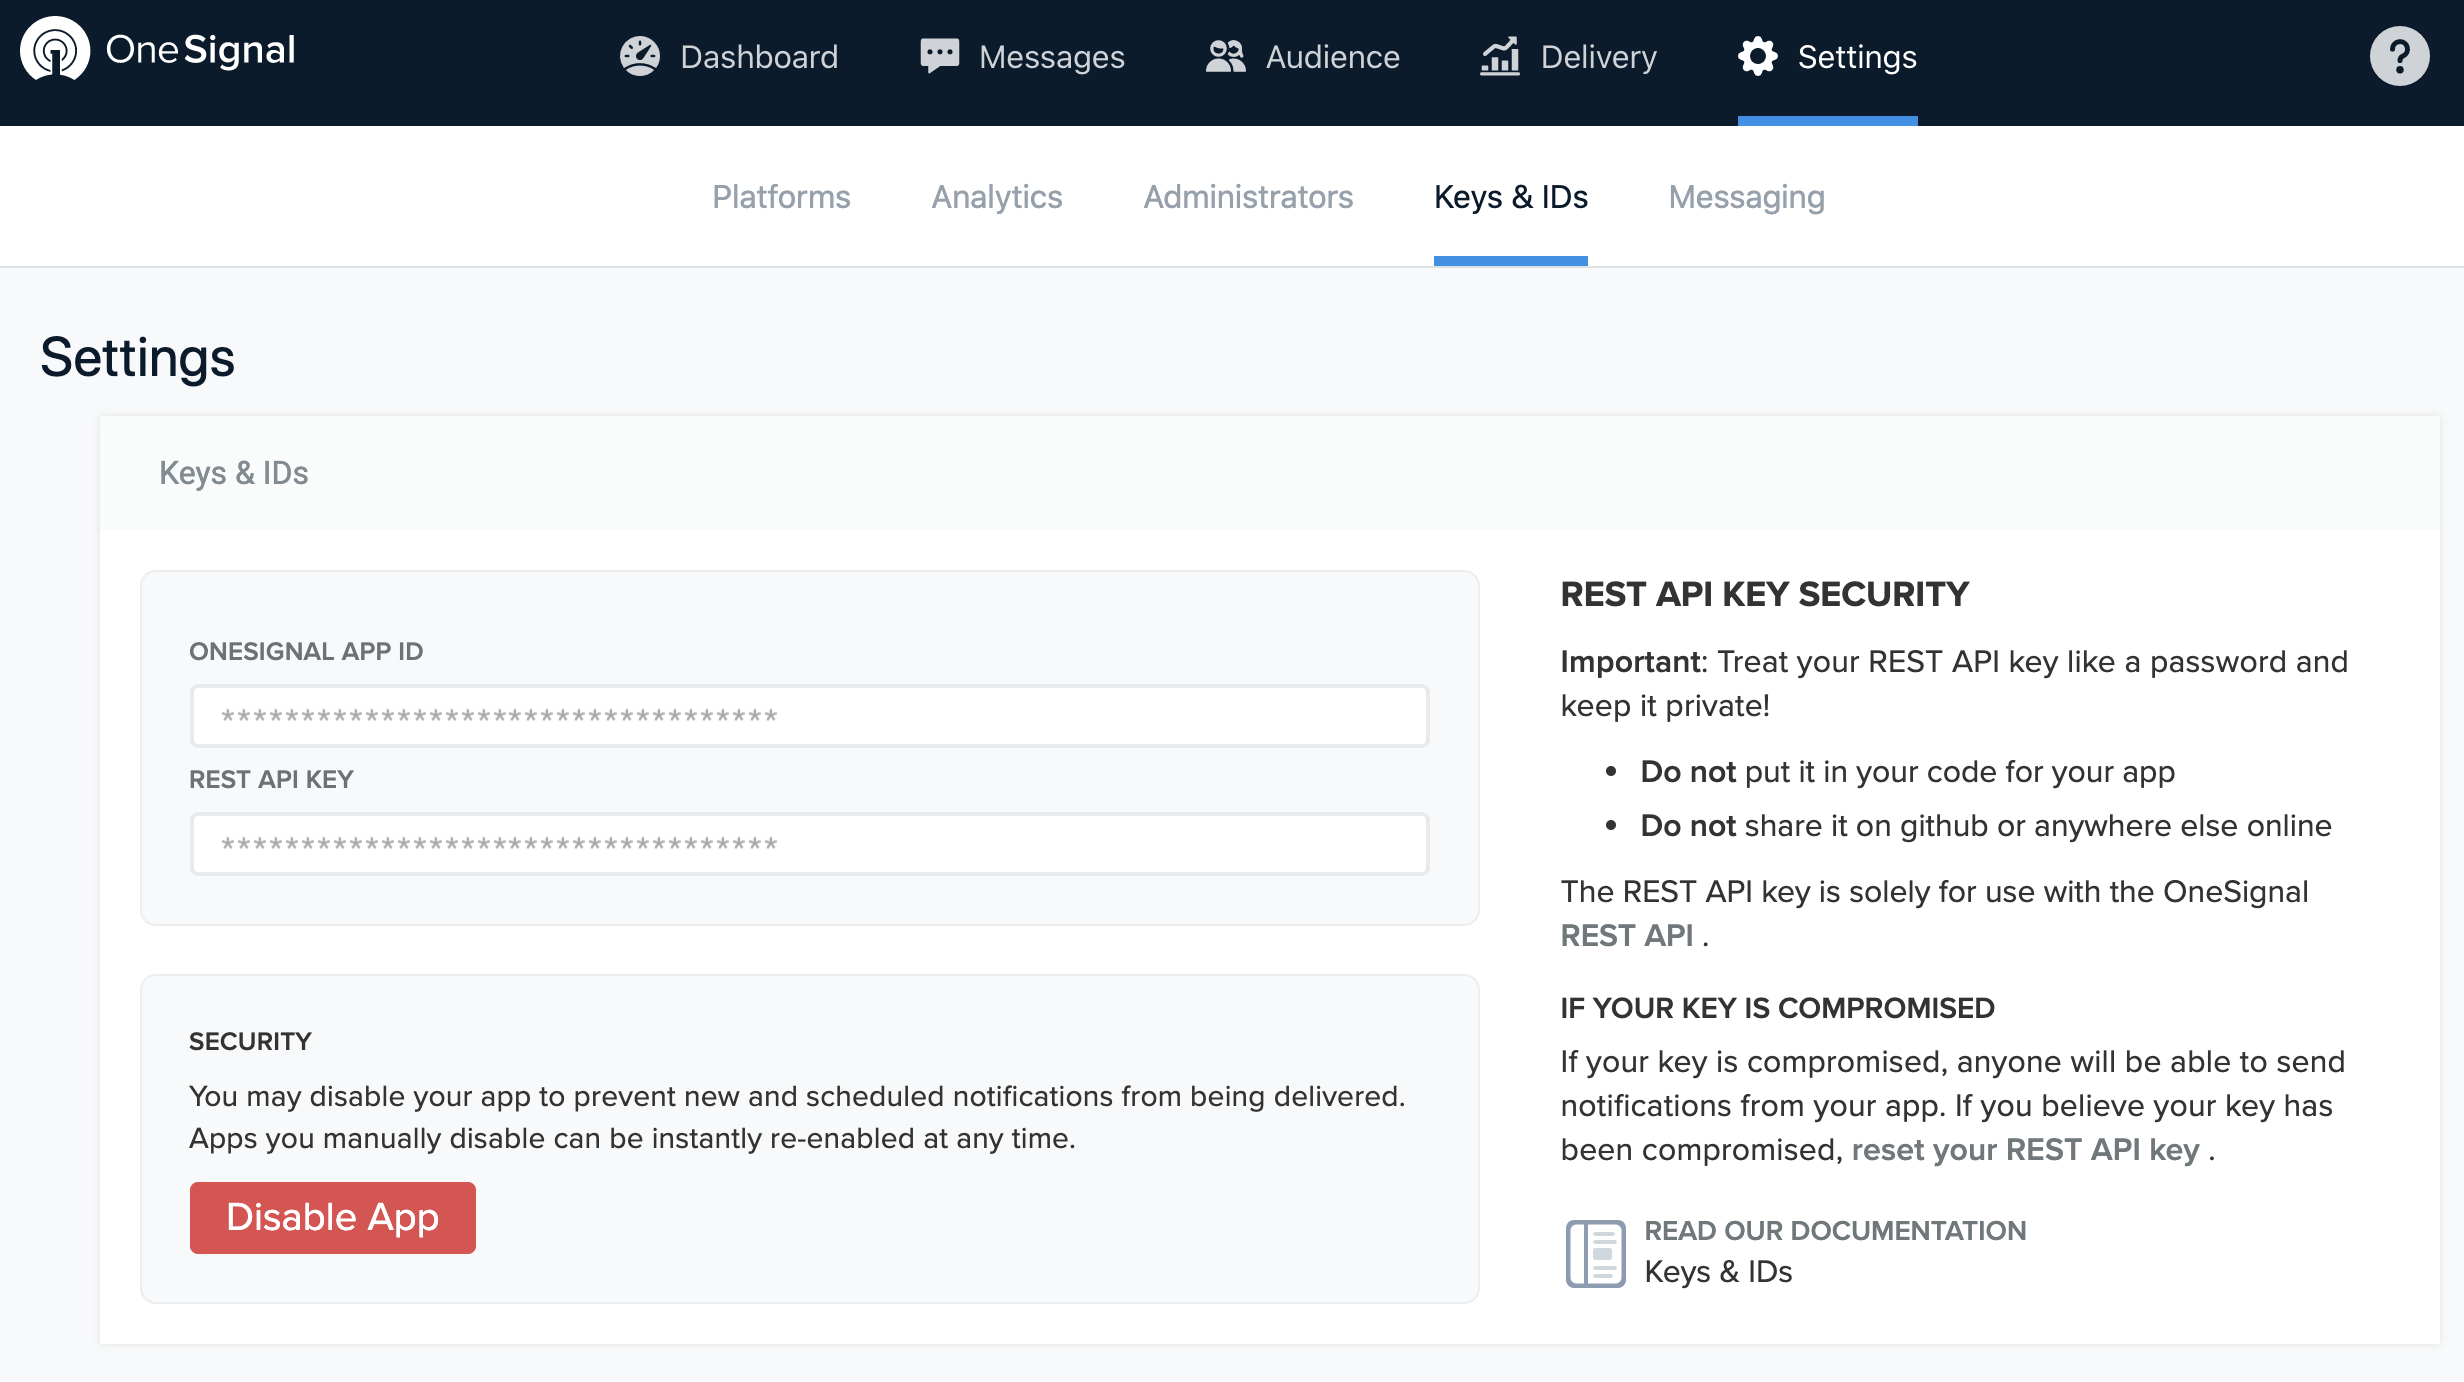 OneSignal
Dashboard
Messages
Audience
Delivery
Settings
?
Platforms
Analytics
Administrators
Keys & IDs
Messaging
Settings
Keys & IDs
ONESIGNAL APP ID
***********************************
REST API KEY
***********************************
SECURITY
You may disable your app to prevent new and scheduled notifications from being delivered.
Apps you manually disable can be instantly re-enabled at any time.
Disable App
REST API KEY SECURITY
Important: Treat your REST API key like a password and
keep it private!
• Do not put it in your code for your app
• Do not share it on github or anywhere else online
The REST API key is solely for use with the OneSignal
REST API .
IF YOUR KEY IS COMPROMISED
If your key is compromised, anyone will be able to send
notifications from your app. If you believe your key has
been compromised, reset your REST API key .
READ OUR DOCUMENTATION
Keys & IDs